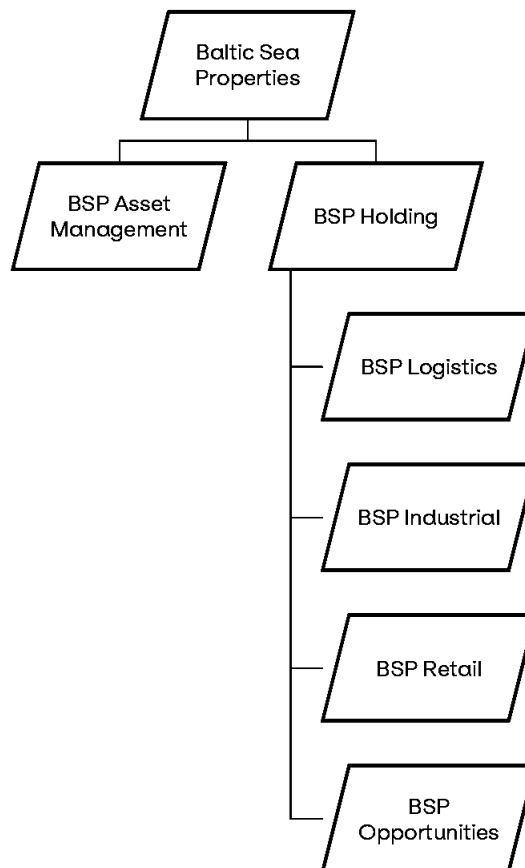 Baltic Sea
Properties
BSP Asset
Management
BSP Holding
BSP Logistics
BSP Industrial
BSP Retail
BSP
Opportunities